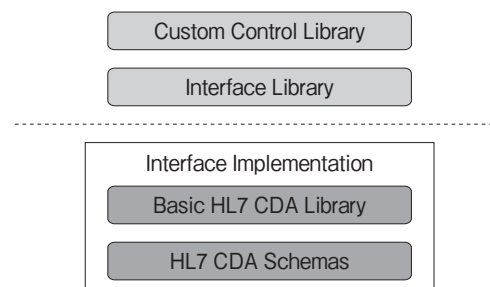 Custom Control Library
Interface Library
Interface Implementation
Basic HL7 CDA Library
HL7 CDA Schemas